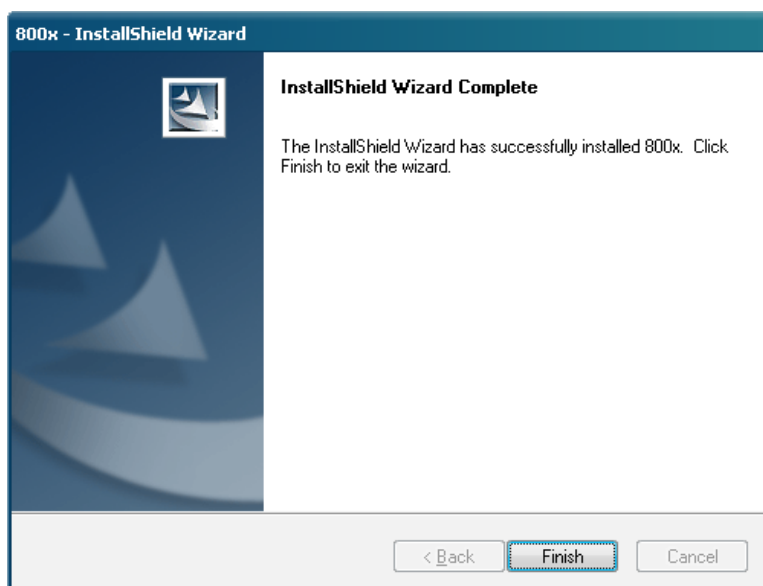 800x - InstallShield Wizard
InstallShield Wizard Complete
The InstallShield Wizard has successfully installed 800x. Click
Finish to exit the wizard.
< Back Finish Cancel